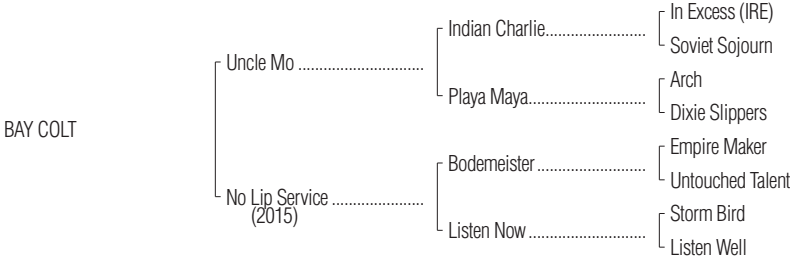 In Excess (IRE)
Indian Charlie........................
Soviet Sojourn
Uncle Mo .............................
Arch
Playa Maya............................
Dixie Slippers
BAY COLT
Empire Maker
Bodemeister ..........................
Untouched Talent
No Lip Service ......................
(2015)
Storm Bird
Listen Now ............................
Listen Well